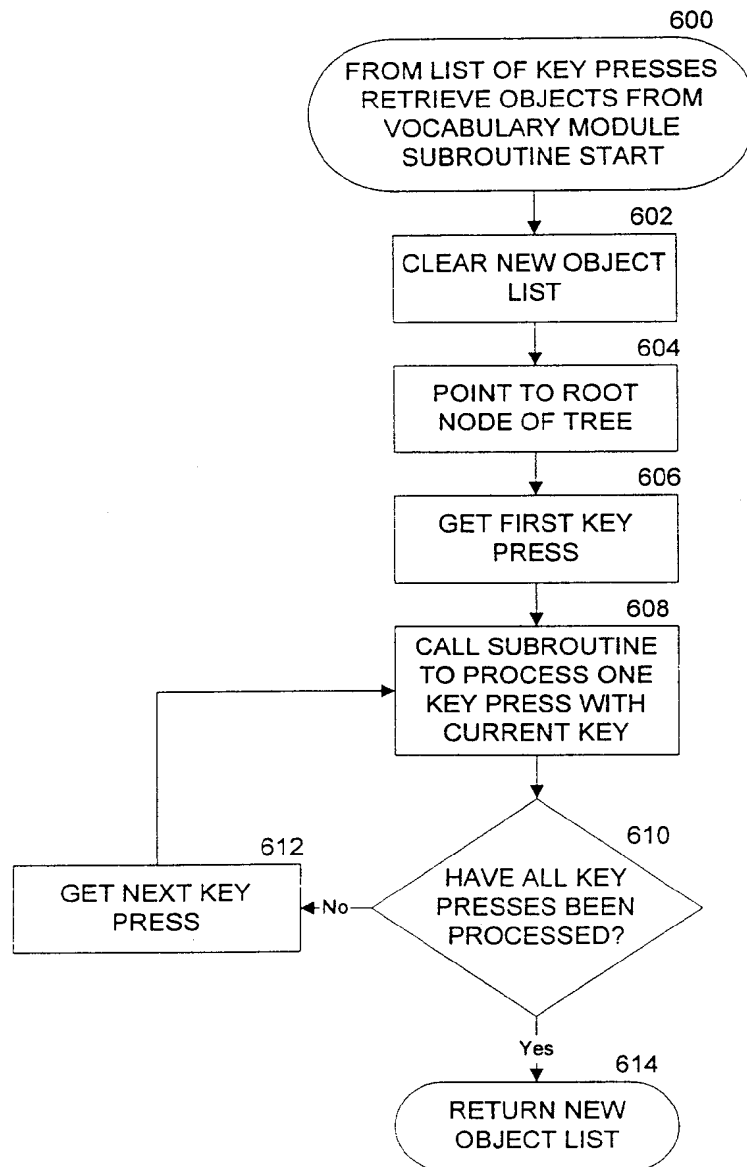 600
FROM LIST OF KEY PRESSES
RETRIEVE OBJECTS FROM
VOCABULARY MODULE
SUBROUTINE START
602
CLEAR NEW OBJECT
LIST
604
POINT TO ROOT
NODE OF TREE
606
GET FIRST KEY
PRESS
608
CALL SUBROUTINE
TO PROCESS ONE
KEY PRESS WITH
CURRENT KEY
610
HAVE ALL KEY
PRESSES BEEN
PROCESSED?
No
612
GET NEXT KEY
PRESS
Yes
614
RETURN NEW
OBJECT LIST